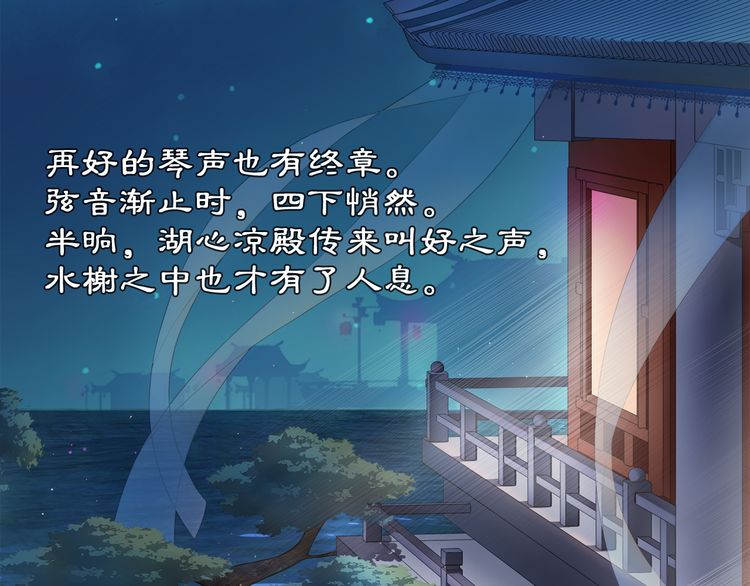 再好的琴声也有终章。
弦音渐止时，四下悄然。
半晌，湖心凉殿传来叫好之声，
水榭之中也才有了人息。